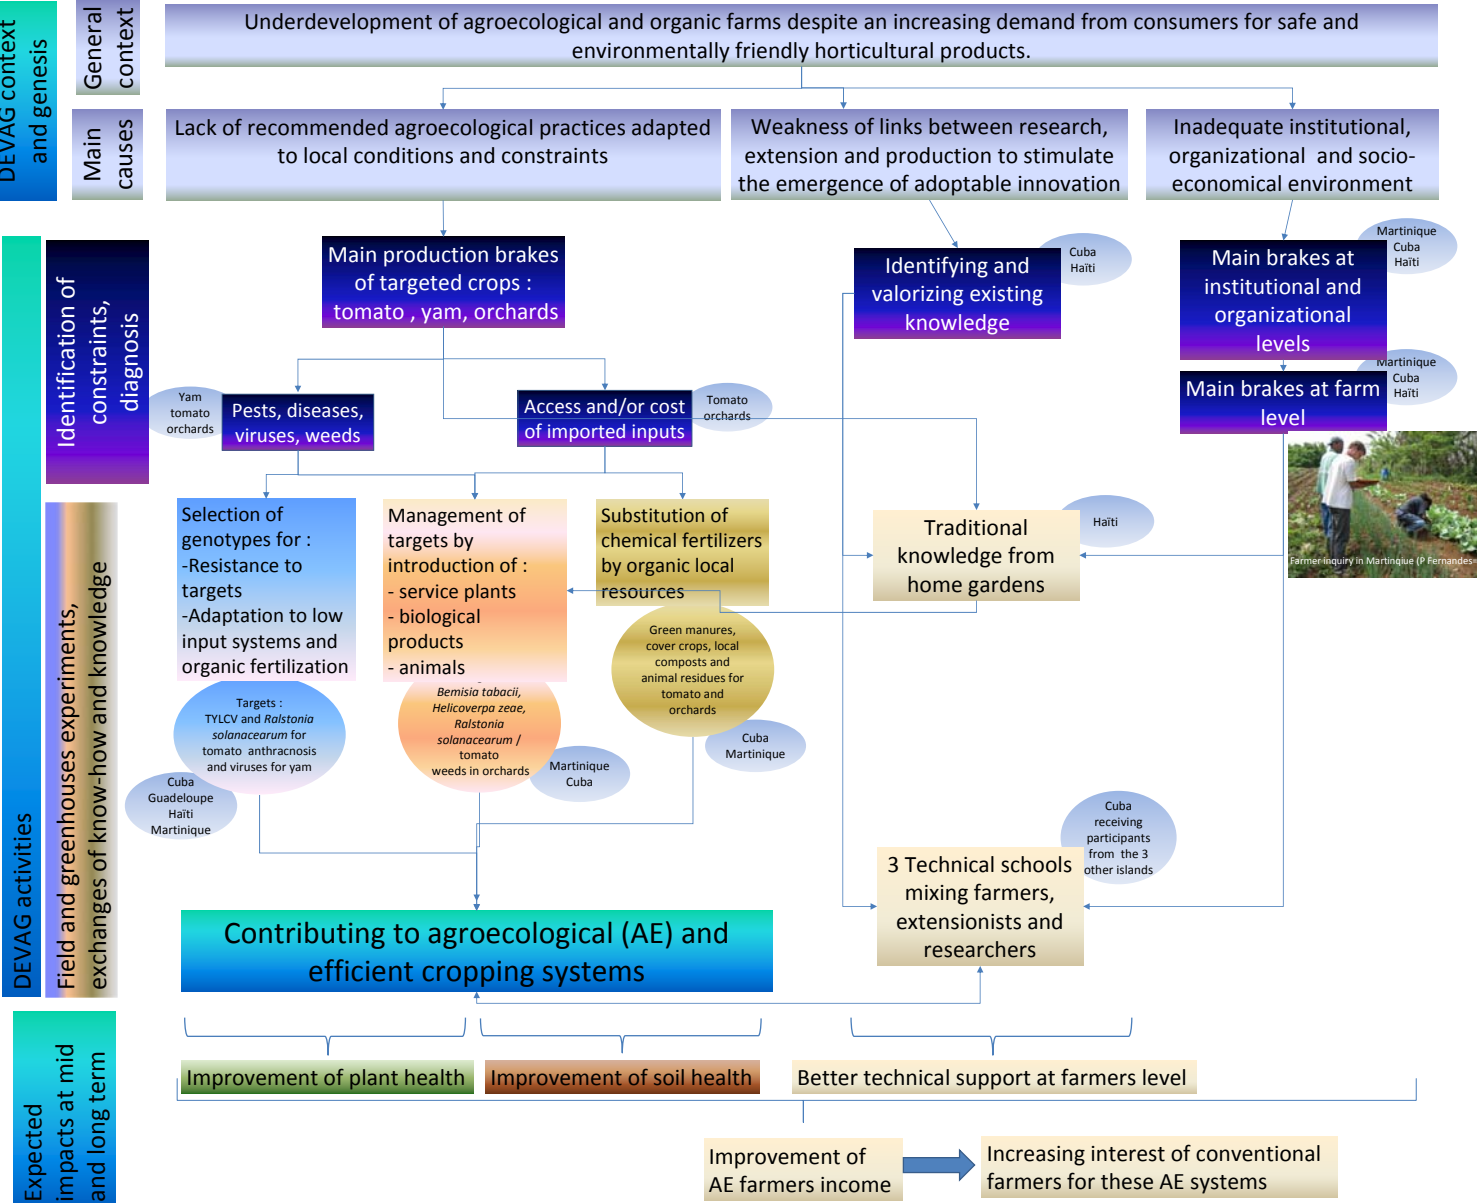 DEVAG context
and genesis
General
context
Underdevelopment of agroecological and organic farms despite an increasing demand from consumers for safe and
environmentally friendly horticultural products.
Main
causes
Lack of recommended agroecological practices adapted
to local conditions and constraints
Weakness of links between research,
extension and production to stimulate
the emergence of adoptable innovation
Inadequate institutional,
organizational and socio-
economical environment
DEVAG activities
Identification of
constraints,
diagnosis
Main production brakes
of targeted crops :
tomato , yam, orchards
Identifying and
valorizing existing
knowledge
Cuba
Haïti
Main brakes at
institutional and
organizational
levels
Martinique
Cuba
Haïti
Main brakes at farm
level
Martinique
Cuba
Haïti
Yam
tomato
orchards
Pests, diseases,
viruses, weeds
Access and/or cost
of imported inputs
Tomato
orchards
Farmer inquiry in Martinqiue (P Fernandes
Field and greenhouses experiments,
exchanges of know-how and knowledge
Selection of
genotypes for :
-Resistance to
targets
-Adaptation to low
input systems and
organic fertilization
Management of
targets by
introduction of :
- service plants
- biological
products
- animals
Substitution of
chemical fertilizers
by organic local
resources
Traditional
knowledge from
home gardens
Haïti
Targets :
TYLCV and Ralstonia
solanacearum for
tomato anthracnosis
and viruses for yam
Cuba
Guadeloupe
Haïti
Martinique
Bemisia tabacii,
Helicoverpa zeae,
Ralstonia
solanacearum /
tomato
weeds in orchards
Martinique
Cuba
Green manures,
cover crops, local
composts and
animal residues for
tomato and
orchards
Cuba
Martinique
3 Technical schools
mixing farmers,
extensionists and
researchers
Cuba
receiving
participants
from the 3
other islands
Contributing to agroecological (AE) and
efficient cropping systems
Expected
impacts at mid
and long term
Improvement of plant health
Improvement of soil health
Better technical support at farmers level
Improvement of
AE farmers income
Increasing interest of conventional
farmers for these AE systems